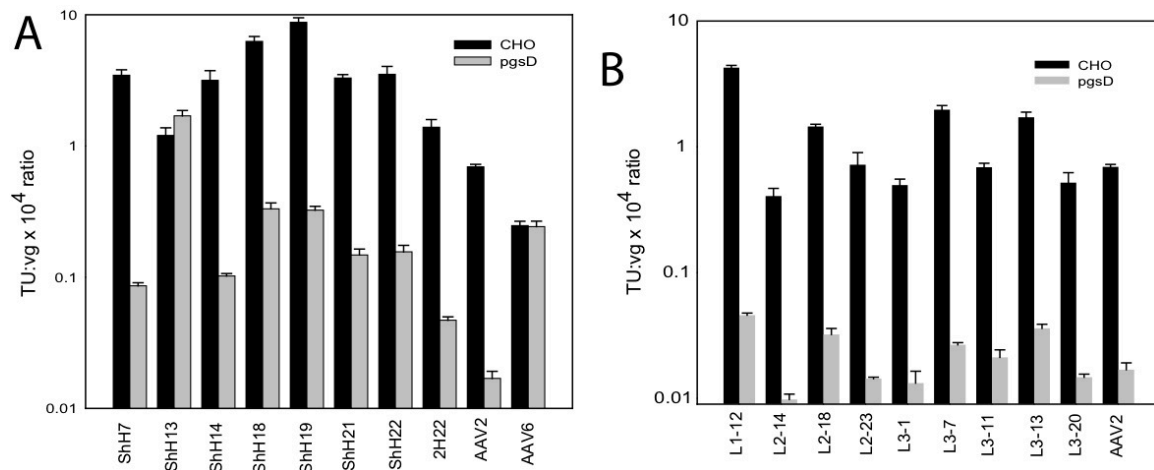 A
TU:vg x 10⁴ ratio
10
1
0.1
0.01
CHO
pgsD
ShH7
ShH13
ShH14
ShH18
ShH19
ShH21
ShH22
2H22
AAV2
AAV6
B
TU:vg x 10⁴ ratio
10
1
0.1
0.01
CHO
pgsD
L1-12
L2-14
L2-18
L2-23
L3-1
L3-7
L3-11
L3-13
L3-20
AAV2